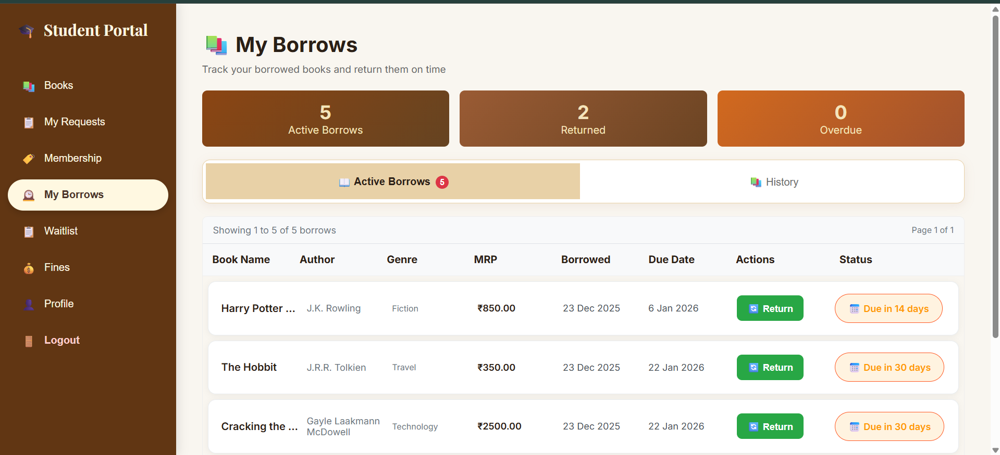 Student Portal
Books
My Requests
Membership
My Borrows
Waitlist
Fines
Profile
Logout
My Borrows
Track your borrowed books and return them on time
5
Active Borrows
2
Returned
0
Overdue
Active Borrows 5
History
Showing 1 to 5 of 5 borrows
Page 1 of 1
Book Name Author Genre MRP Borrowed Due Date Actions Status
Harry Potter ... J.K. Rowling Fiction ₹850.00 23 Dec 2025 6 Jan 2026 Return Due in 14 days
The Hobbit J.R.R. Tolkien Travel ₹350.00 23 Dec 2025 22 Jan 2026 Return Due in 30 days
Cracking the ... Gayle Laakmann
McDowell Technology ₹2500.00 23 Dec 2025 22 Jan 2026 Return Due in 30 days